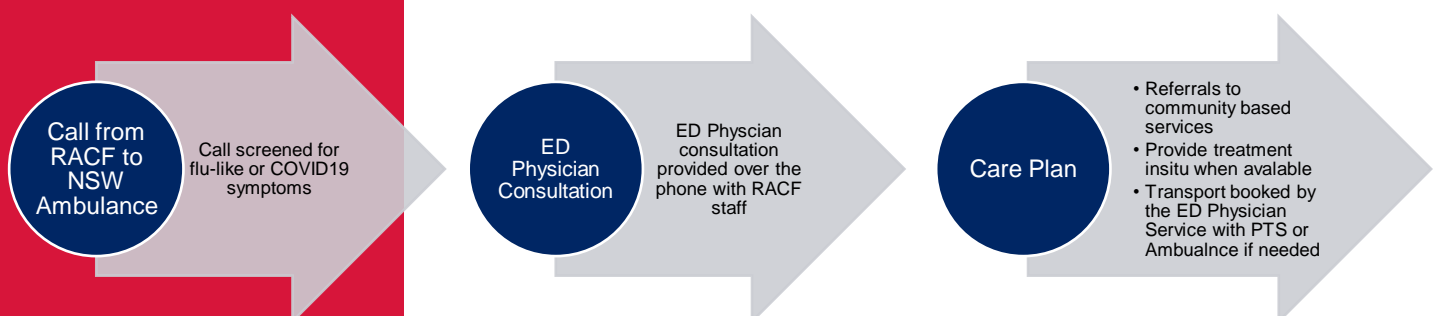 Call from
RACF to
NSW
Ambulance
Call screened for
flu-like or COVID19
symptoms
ED
Physician
Consultation
ED Physcian
consultation
provided over the
phone with RACF
staff
Care Plan
• Referrals to
community based
services
• Provide treatment
insitu when avalable
• Transport booked by
the ED Physician
Service with PTS or
Ambualnce if needed